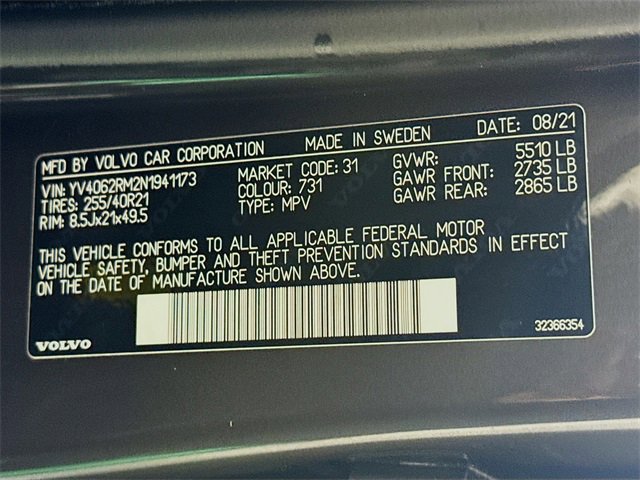 MFD BY VOLVO CAR CORPORATION MADE IN SWEDEN DATE: 08/21
VIN: YV4062RM2N1941173 MARKET CODE: 31 GVWR: 5510 LB
TIRES: 255/40R21 COLOUR: 731 GAWR FRONT: 2735 LB
RIM: 8.5Jx21x49.5 TYPE: MPV GAWR REAR: 2865 LB
THIS VEHICLE CONFORMS TO ALL APPLICABLE FEDERAL MOTOR
VEHICLE SAFETY, BUMPER AND THEFT PREVENTION STANDARDS IN EFFECT
ON THE DATE OF MANUFACTURE SHOWN ABOVE.
VOLVO 32366354